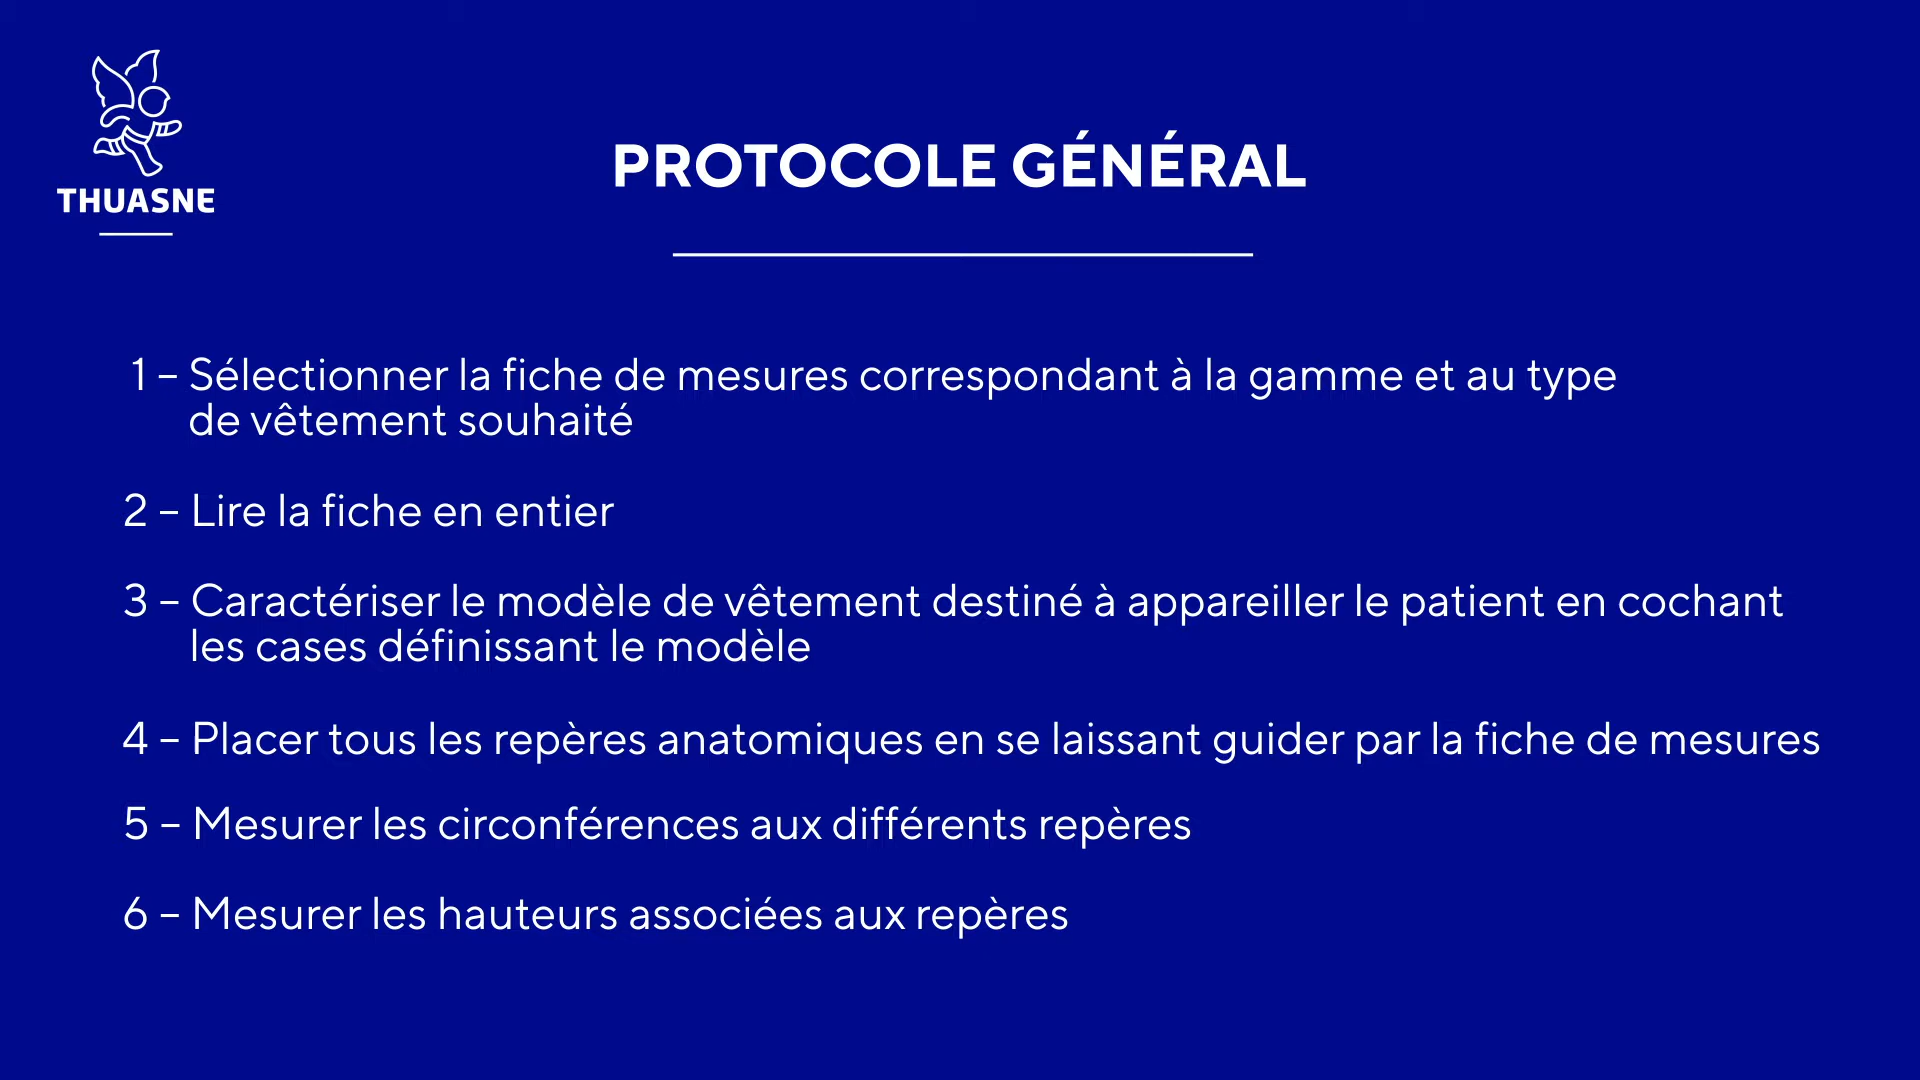 THUASNE
PROTOCOLE GÉNÉRAL
1 – Sélectionner la fiche de mesures correspondant à la gamme et au type
de vêtement souhaité
2 – Lire la fiche en entier
3 – Caractériser le modèle de vêtement destiné à appareiller le patient en cochant
les cases définissant le modèle
4 – Placer tous les repères anatomiques en se laissant guider par la fiche de mesures
5 – Mesurer les circonférences aux différents repères
6 – Mesurer les hauteurs associées aux repères